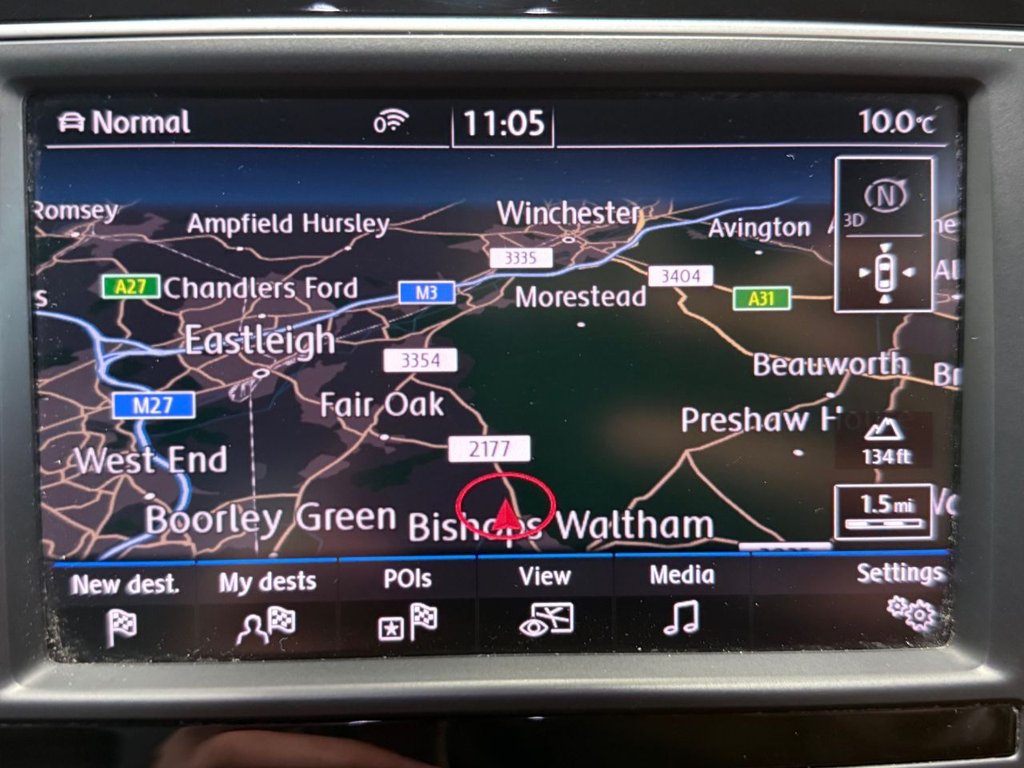 Normal
0
11:05
10.0°C
Romsey
Ampfield Hursley
Winchester
Avington
N
3D
3335
3404
A27
Chandlers Ford
M3
Morestead
A31
Eastleigh
3354
Beauworth
M27
Fair Oak
Preshaw
2177
134 ft
West End
1.5 mi
Boorley Green
Bishops Waltham
New dest.
My dests
POIs
View
Media
Settings